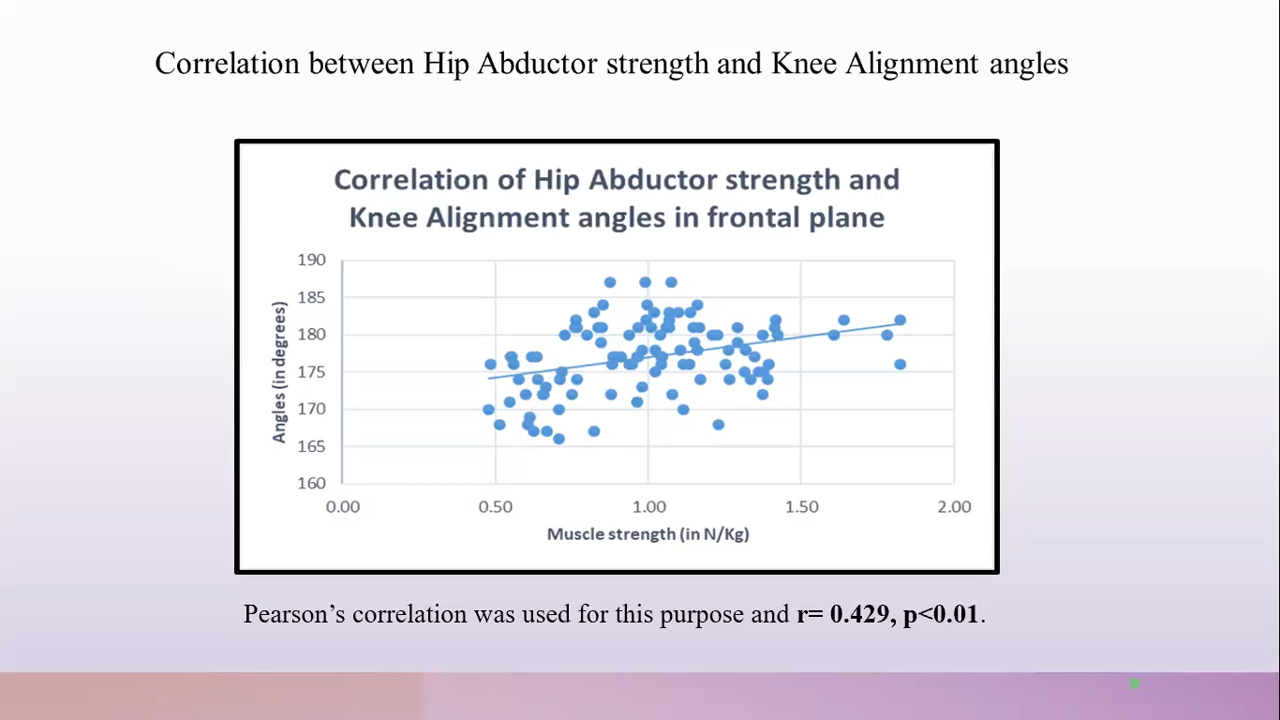 Correlation between Hip Abductor strength and Knee Alignment angles
Correlation of Hip Abductor strength and
Knee Alignment angles in frontal plane
190
185
180
175
170
165
160
Angles (in degrees)
0.00 0.50 1.00 1.50 2.00
Muscle strength (in N/Kg)
Pearson’s correlation was used for this purpose and r= 0.429, p<0.01.